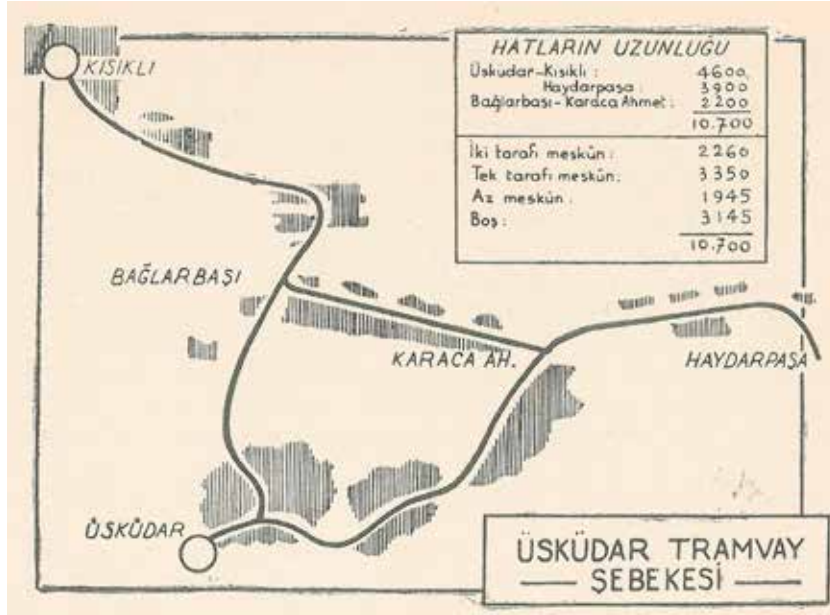 KISIKLI
HATLARIN UZUNLUĞU
Üsküdar-Kısıklı : 4600
Haydarpaşa : 3900
Bağlarbaşı-Karaca Ahmet : 2200
10.700
İki tarafı meskûn : 2260
Tek tarafı meskûn : 3350
Az meskûn : 1945
Boş : 3145
10.700
BAĞLARBAŞI
KARACA AH.
HAYDARPAŞA
ÜSKÜDAR
ÜSKÜDAR TRAMVAY
ŞEBEKESİ